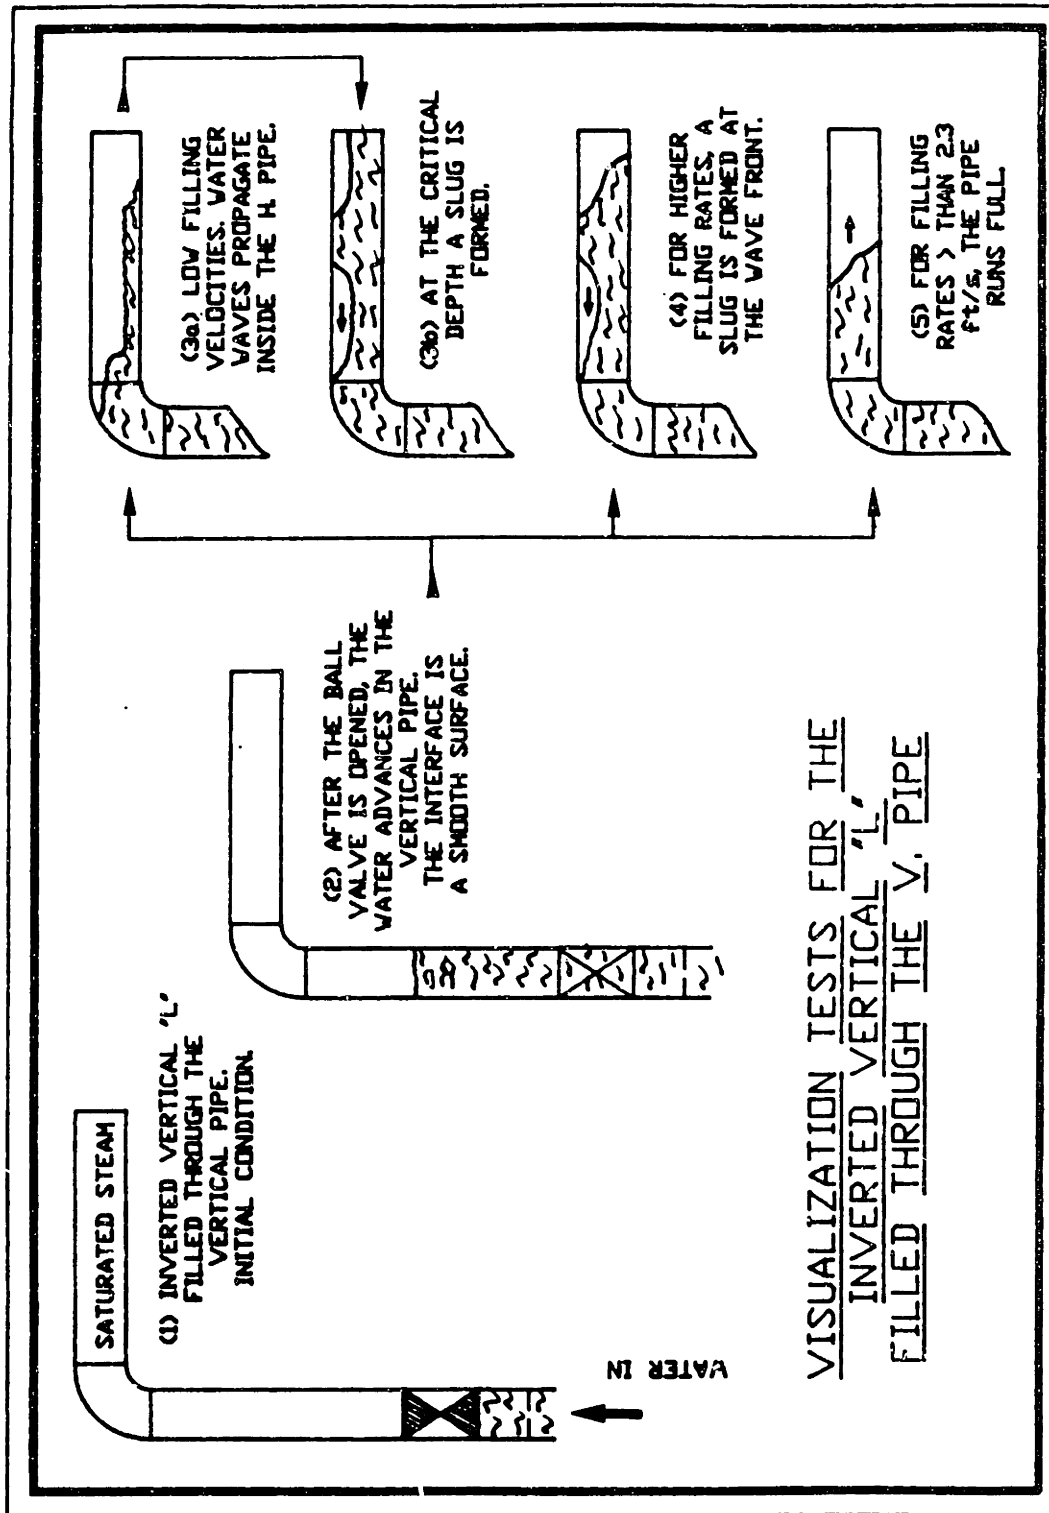 SATURATED STEAM
(1) INVERTED VERTICAL "L"
FILLED THROUGH THE
VERTICAL PIPE.
INITIAL CONDITION.
WATER IN
(2) AFTER THE BALL
VALVE IS OPENED, THE
WATER ADVANCES IN THE
VERTICAL PIPE.
THE INTERFACE IS
A SMOOTH SURFACE.
(3a) LOW FILLING
VELOCITIES. WATER
WAVES PROPAGATE
INSIDE THE H. PIPE.
(3b) AT THE CRITICAL
DEPTH A SLUG IS
FORMED.
(4) FOR HIGHER
FILLING RATES, A
SLUG IS FORMED AT
THE WAVE FRONT.
(5) FOR FILLING
RATES > THAN 2.3
ft/s, THE PIPE
RUNS FULL.
VISUALIZATION TESTS FOR THE
INVERTED VERTICAL "L"
FILLED THROUGH THE V. PIPE